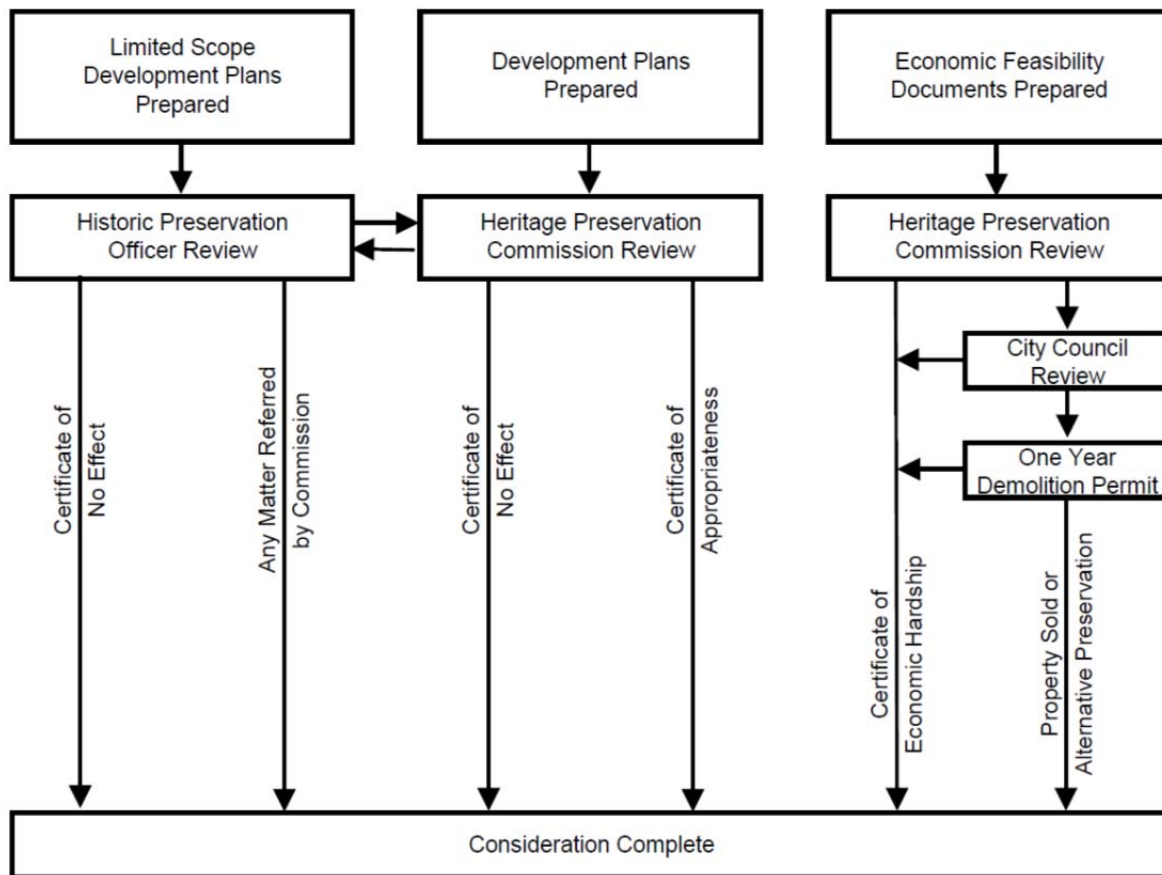 Limited Scope
Development Plans
Prepared
Development Plans
Prepared
Economic Feasibility
Documents Prepared
Historic Preservation
Officer Review
Heritage Preservation
Commission Review
Heritage Preservation
Commission Review
City Council
Review
One Year
Demolition Permit
Certificate of
No Effect
Any Matter Referred
by Commission
Certificate of
No Effect
Certificate of
Appropriateness
Certificate of
Economic Hardship
Property Sold or
Alternative Preservation
Consideration Complete